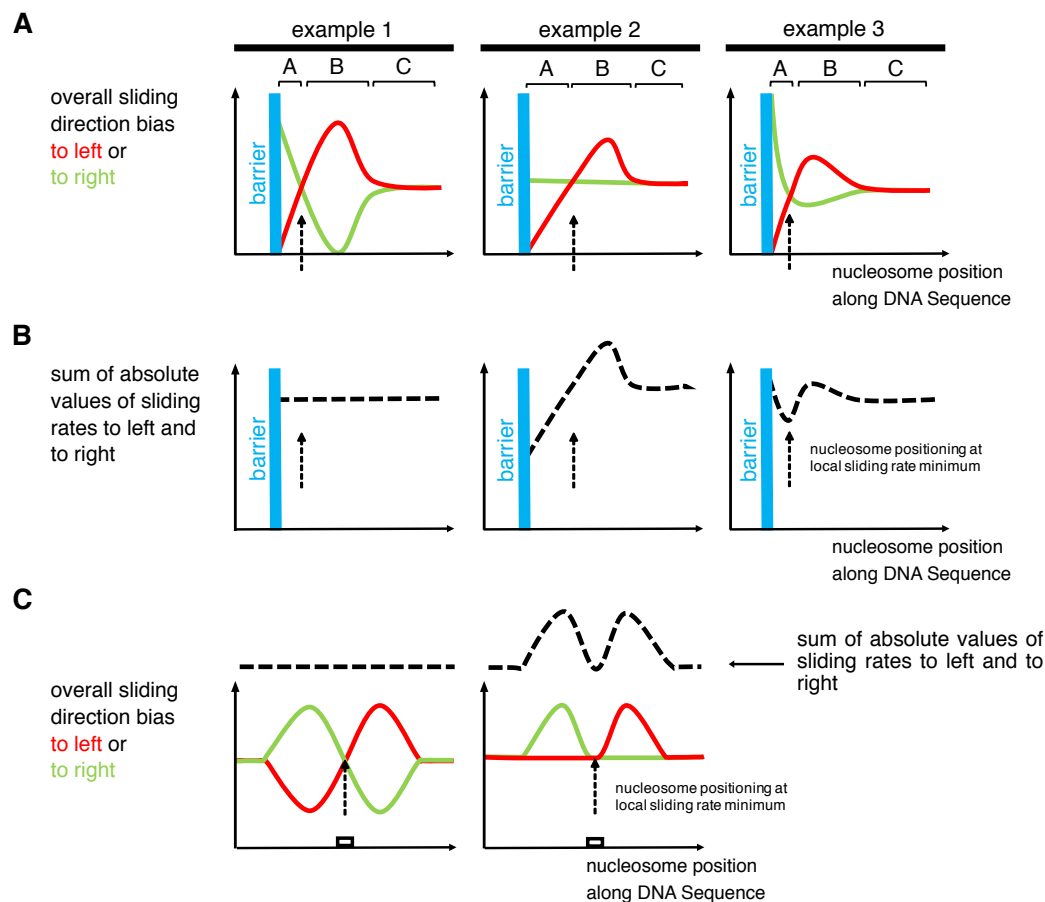 A
example 1
example 2
example 3
A B C
A B C
A B C
overall sliding
direction bias
to left or
to right
barrier
barrier
barrier
nucleosome position
along DNA Sequence
B
sum of absolute
values of sliding
rates to left and
to right
barrier
barrier
barrier
nucleosome positioning at
local sliding rate minimum
nucleosome position
along DNA Sequence
C
sum of absolute values of
sliding rates to left and to
right
overall sliding
direction bias
to left or
to right
nucleosome positioning at
local sliding rate minimum
nucleosome position
along DNA Sequence